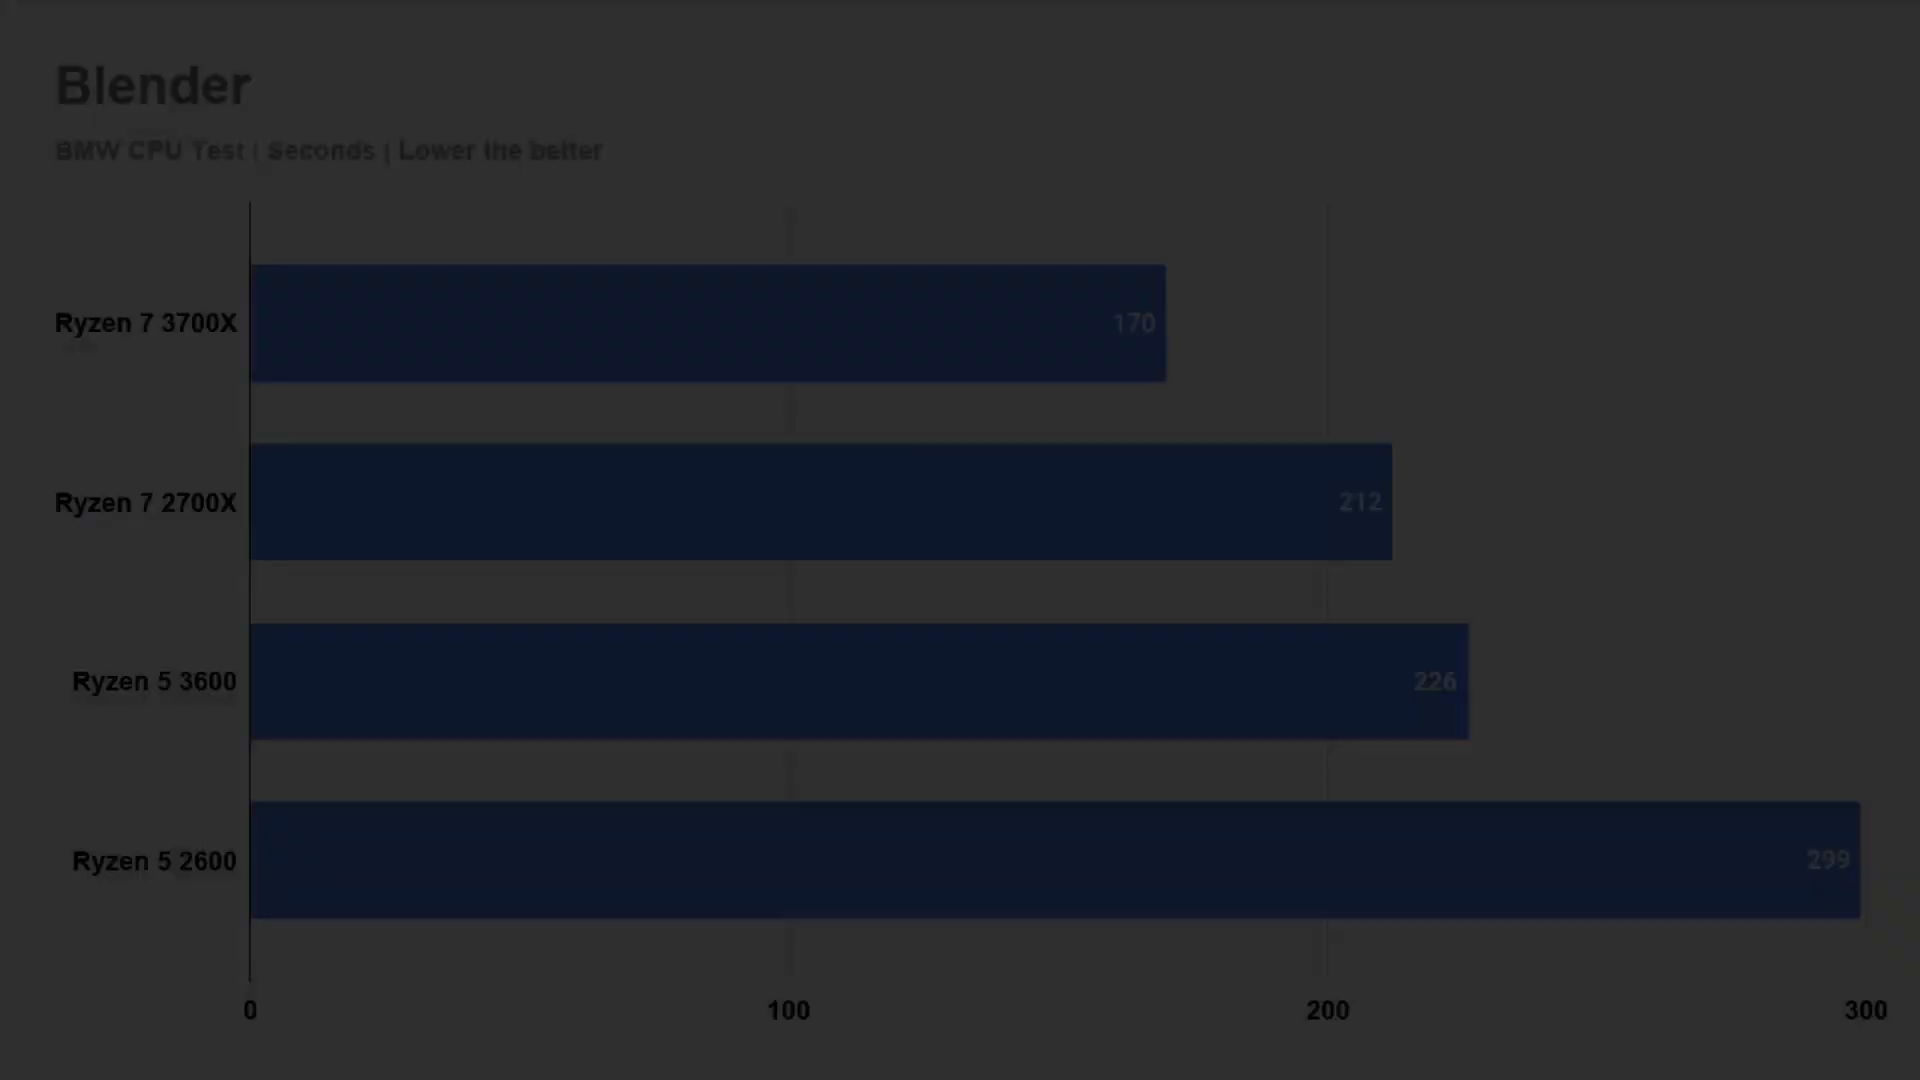 Blender
BMW CPU Test | Seconds | Lower the better
Ryzen 7 3700X
170
Ryzen 7 2700X
212
Ryzen 5 3600
226
Ryzen 5 2600
299
0
100
200
300